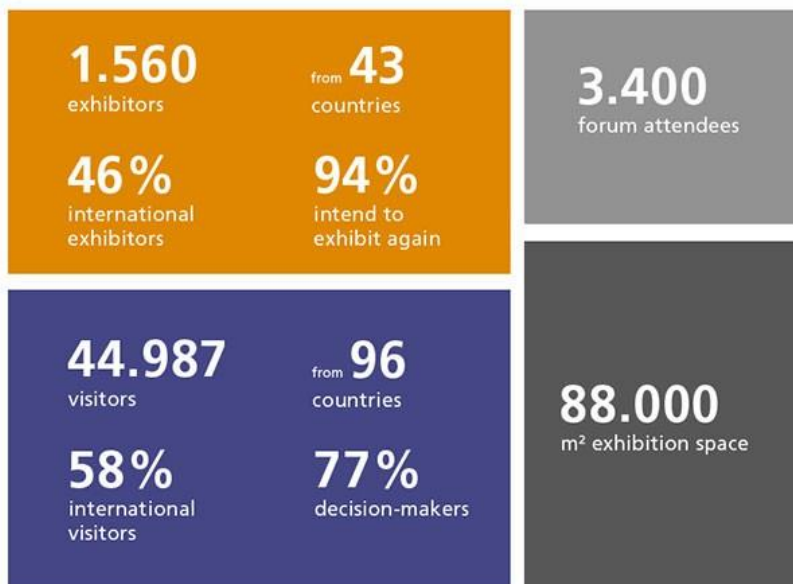 1.560
exhibitors
from 43
countries
46%
international
exhibitors
94%
intend to
exhibit again
44.987
visitors
from 96
countries
58%
international
visitors
77%
decision-makers
3.400
forum attendees
88.000
m² exhibition space